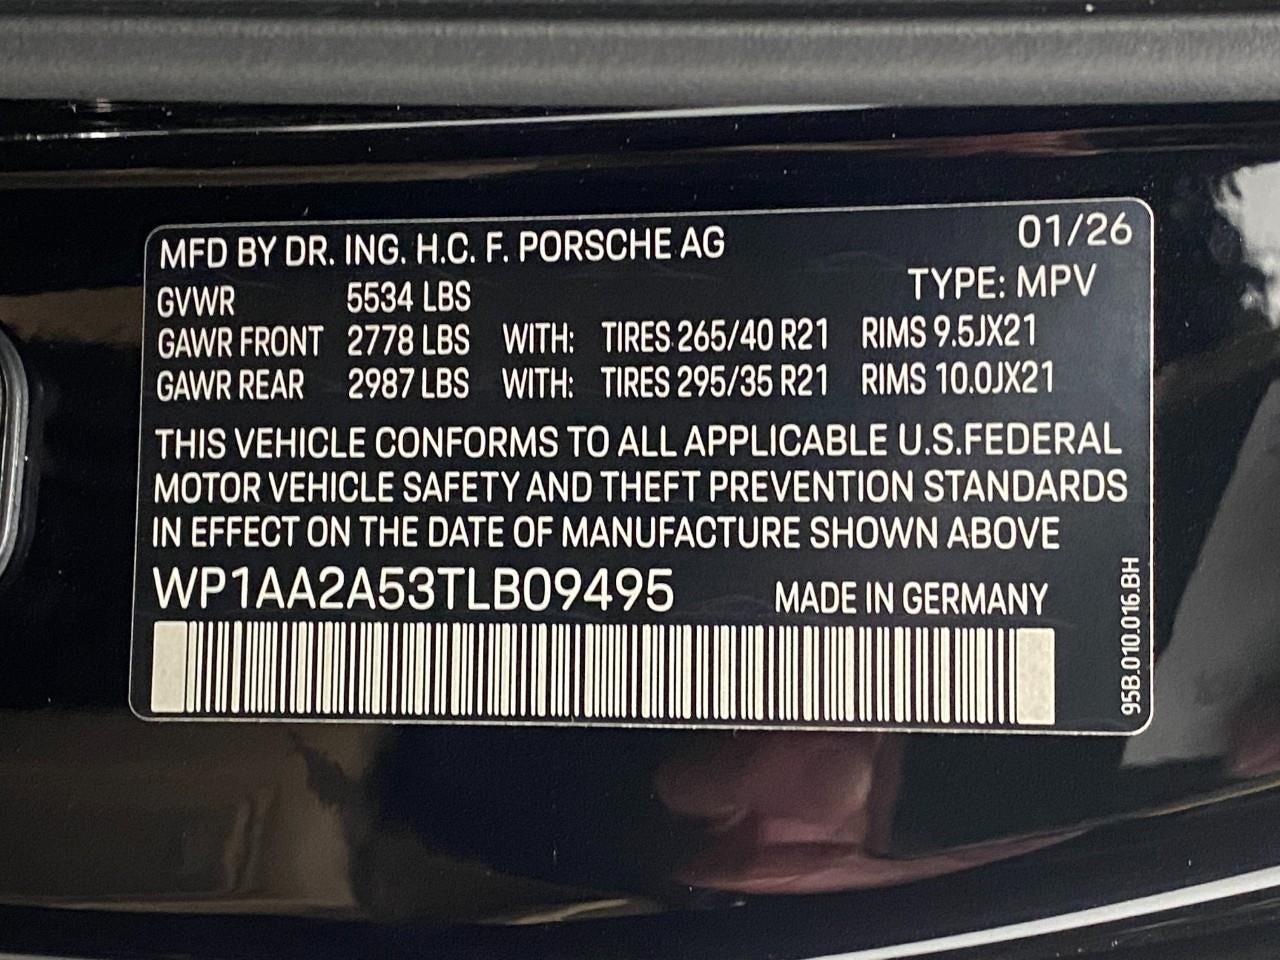 MFD BY DR. ING. H.C. F. PORSCHE AG 01/26
GVWR 5534 LBS TYPE: MPV
GAWR FRONT 2778 LBS WITH: TIRES 265/40 R21 RIMS 9.5JX21
GAWR REAR 2987 LBS WITH: TIRES 295/35 R21 RIMS 10.0JX21
THIS VEHICLE CONFORMS TO ALL APPLICABLE U.S.FEDERAL
MOTOR VEHICLE SAFETY AND THEFT PREVENTION STANDARDS
IN EFFECT ON THE DATE OF MANUFACTURE SHOWN ABOVE
WP1AA2A53TLB09495 MADE IN GERMANY
95B.010.016.BH